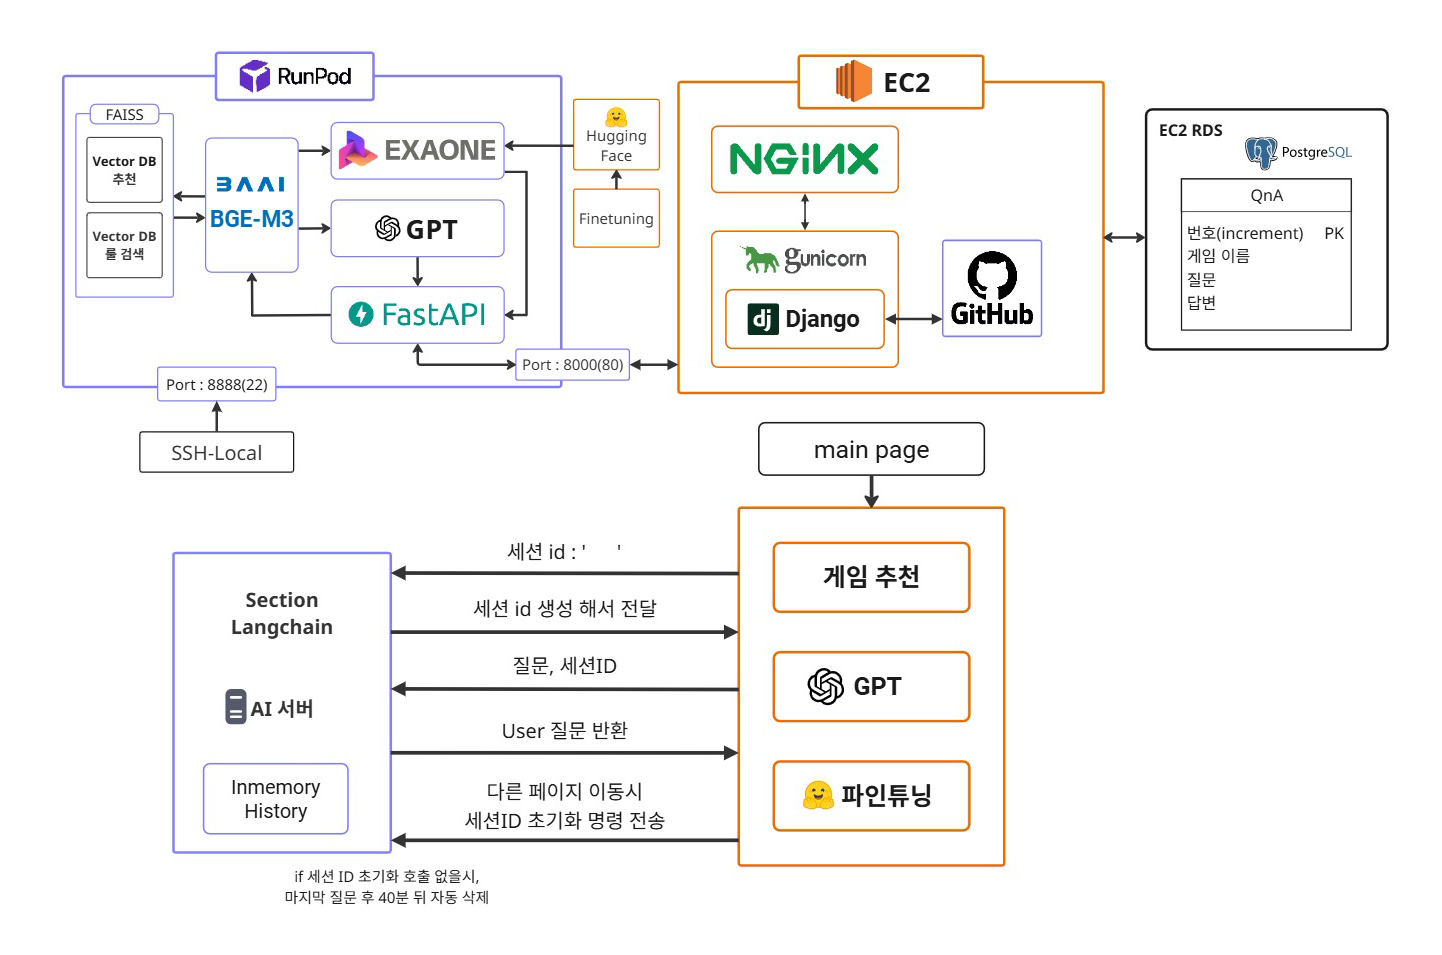 RunPod
FAISS
Vector DB
추천
Vector DB
룰 검색
BAAI
BGE-M3
EXAONE
GPT
FastAPI
Hugging
Face
Finetuning
Port : 8000(80)
Port : 8888(22)
SSH-Local
EC2
NGINX
gunicorn
dj Django
GitHub
EC2 RDS
PostgreSQL
QnA
번호(increment) PK
게임 이름
질문
답변
main page
세션 id : ' '
세션 id 생성 해서 전달
질문, 세션ID
User 질문 반환
다른 페이지 이동시
세션ID 초기화 명령 전송
Section
Langchain
AI 서버
Inmemory
History
게임 추천
GPT
파인튜닝
if 세션 ID 초기화 호출 없을시,
마지막 질문 후 40분 뒤 자동 삭제